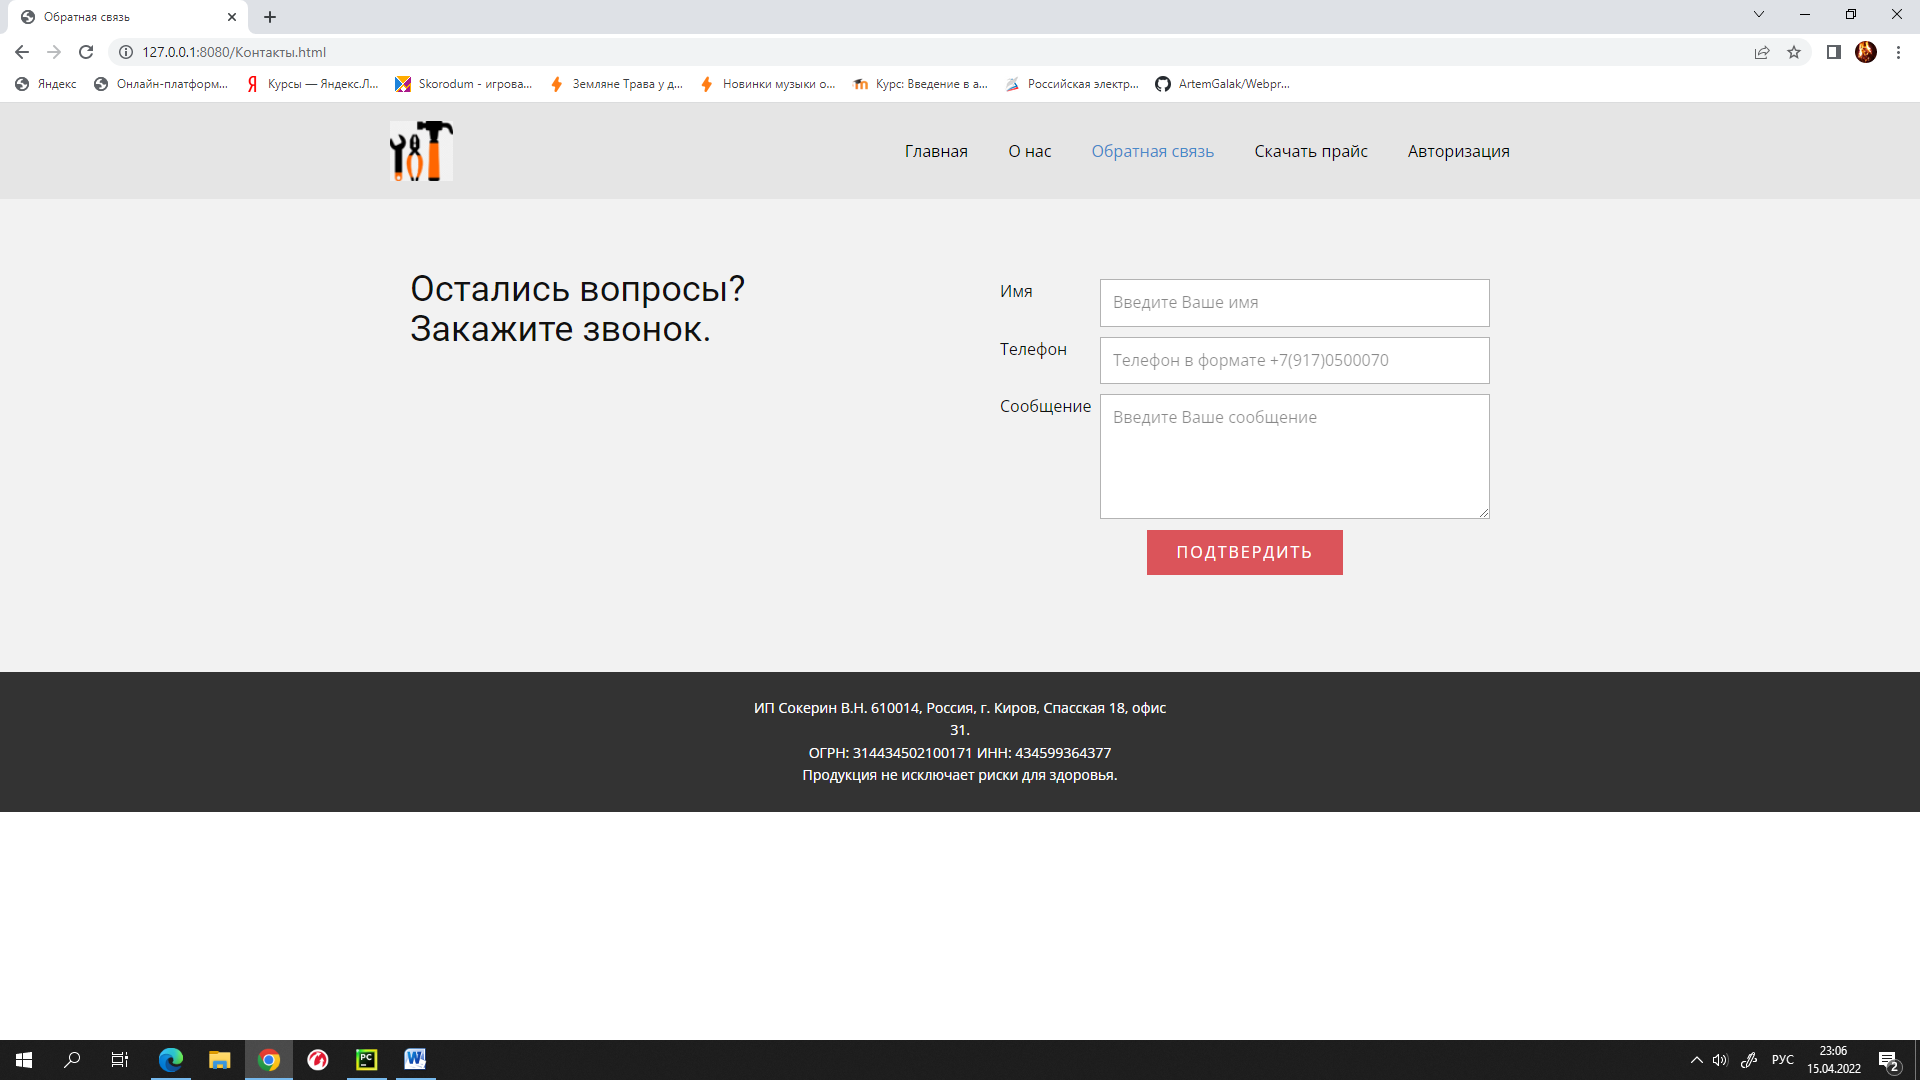 Обратная связь
127.0.0.1:8080/Контакты.html
Яндекс
Онлайн-платформ...
Курсы — Яндекс.Л...
Skorodum - игрова...
Земляне Трава у д...
Новинки музыки о...
Курс: Введение в а...
Российская электр...
ArtemGalak/Webpr...
Главная
О нас
Обратная связь
Скачать прайс
Авторизация
Остались вопросы?
Закажите звонок.
Имя
Введите Ваше имя
Телефон
Телефон в формате +7(917)0500070
Сообщение
Введите Ваше сообщение
ПОДТВЕРДИТЬ
ИП Сокерин В.Н. 610014, Россия, г. Киров, Спасская 18, офис
31.
ОГРН: 314434502100171 ИНН: 434599364377
Продукция не исключает риски для здоровья.
PC
W
РУС
23:06
15.04.2022
2